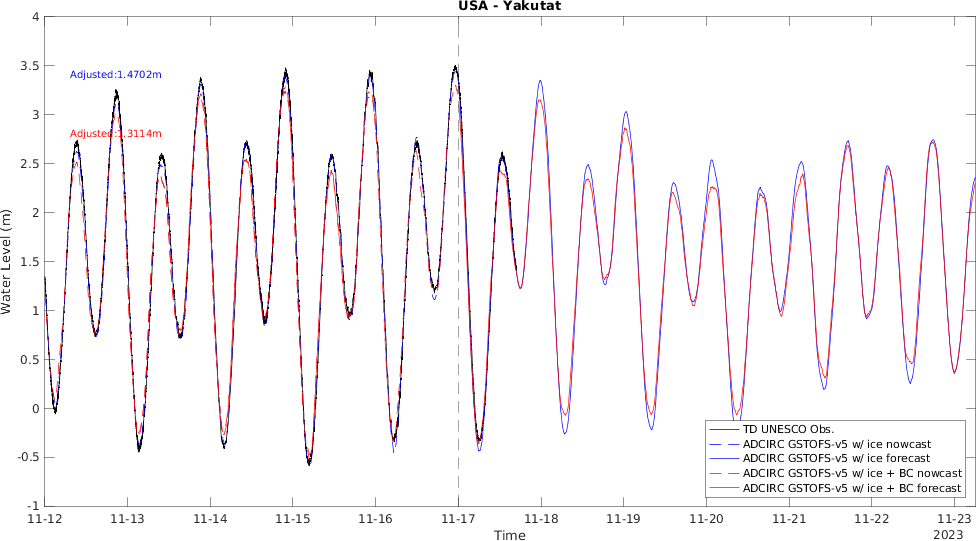 USA - Yakutat
4
3.5
3
2.5
2
1.5
1
0.5
0
-0.5
-1
Water Level (m)
Adjusted:1.4702m
Adjusted:1.3114m
TD UNESCO Obs.
ADCIRC GSTOFS-v5 w/ ice nowcast
ADCIRC GSTOFS-v5 w/ ice forecast
ADCIRC GSTOFS-v5 w/ ice + BC nowcast
ADCIRC GSTOFS-v5 w/ ice + BC forecast
11-12 11-13 11-14 11-15 11-16 11-17 11-18 11-19 11-20 11-21 11-22 11-23
Time
2023